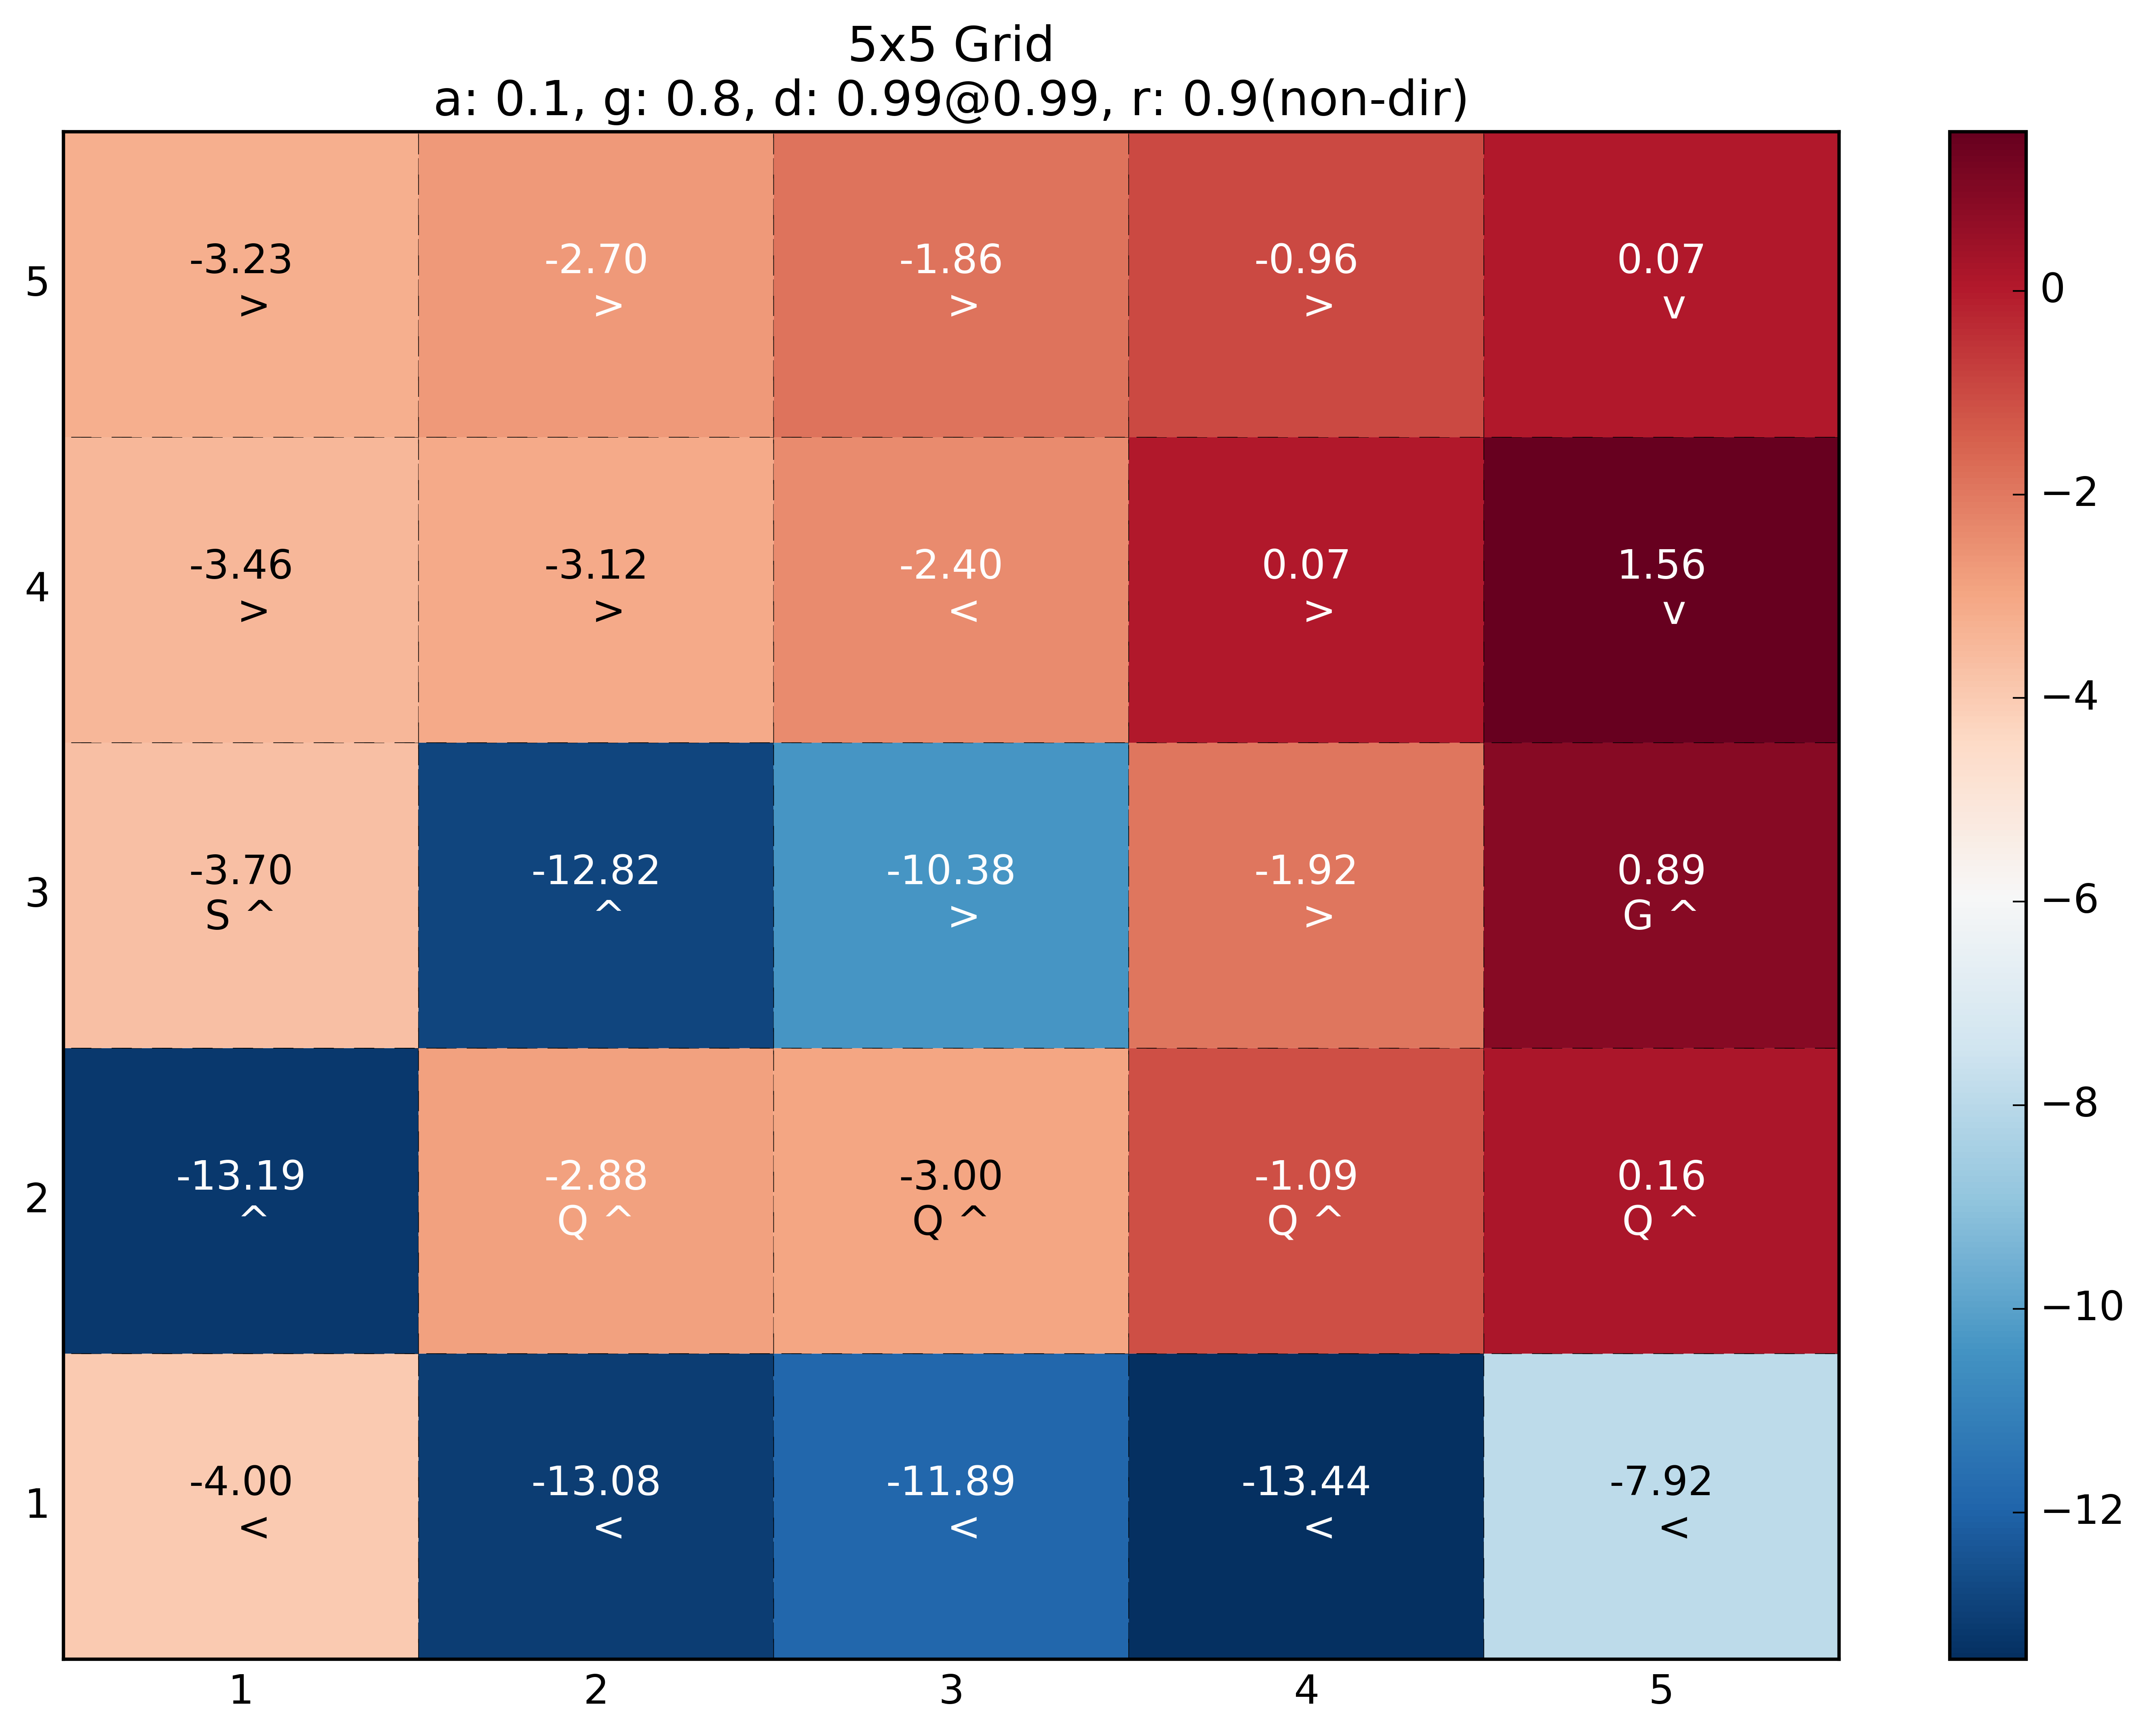 5x5 Grid
a: 0.1, g: 0.8, d: 0.99@0.99, r: 0.9(non-dir)
5 -3.23 -2.70 -1.86 -0.96 0.07
> > > > v
4 -3.46 -3.12 -2.40 0.07 1.56
> > < > v
3 -3.70 -12.82 -10.38 -1.92 0.89
S ^ ^ > > G ^
2 -13.19 -2.88 -3.00 -1.09 0.16
^ Q ^ Q ^ Q ^ Q ^
1 -4.00 -13.08 -11.89 -13.44 -7.92
< < < < <
1 2 3 4 5
0
−2
−4
−6
−8
−10
−12